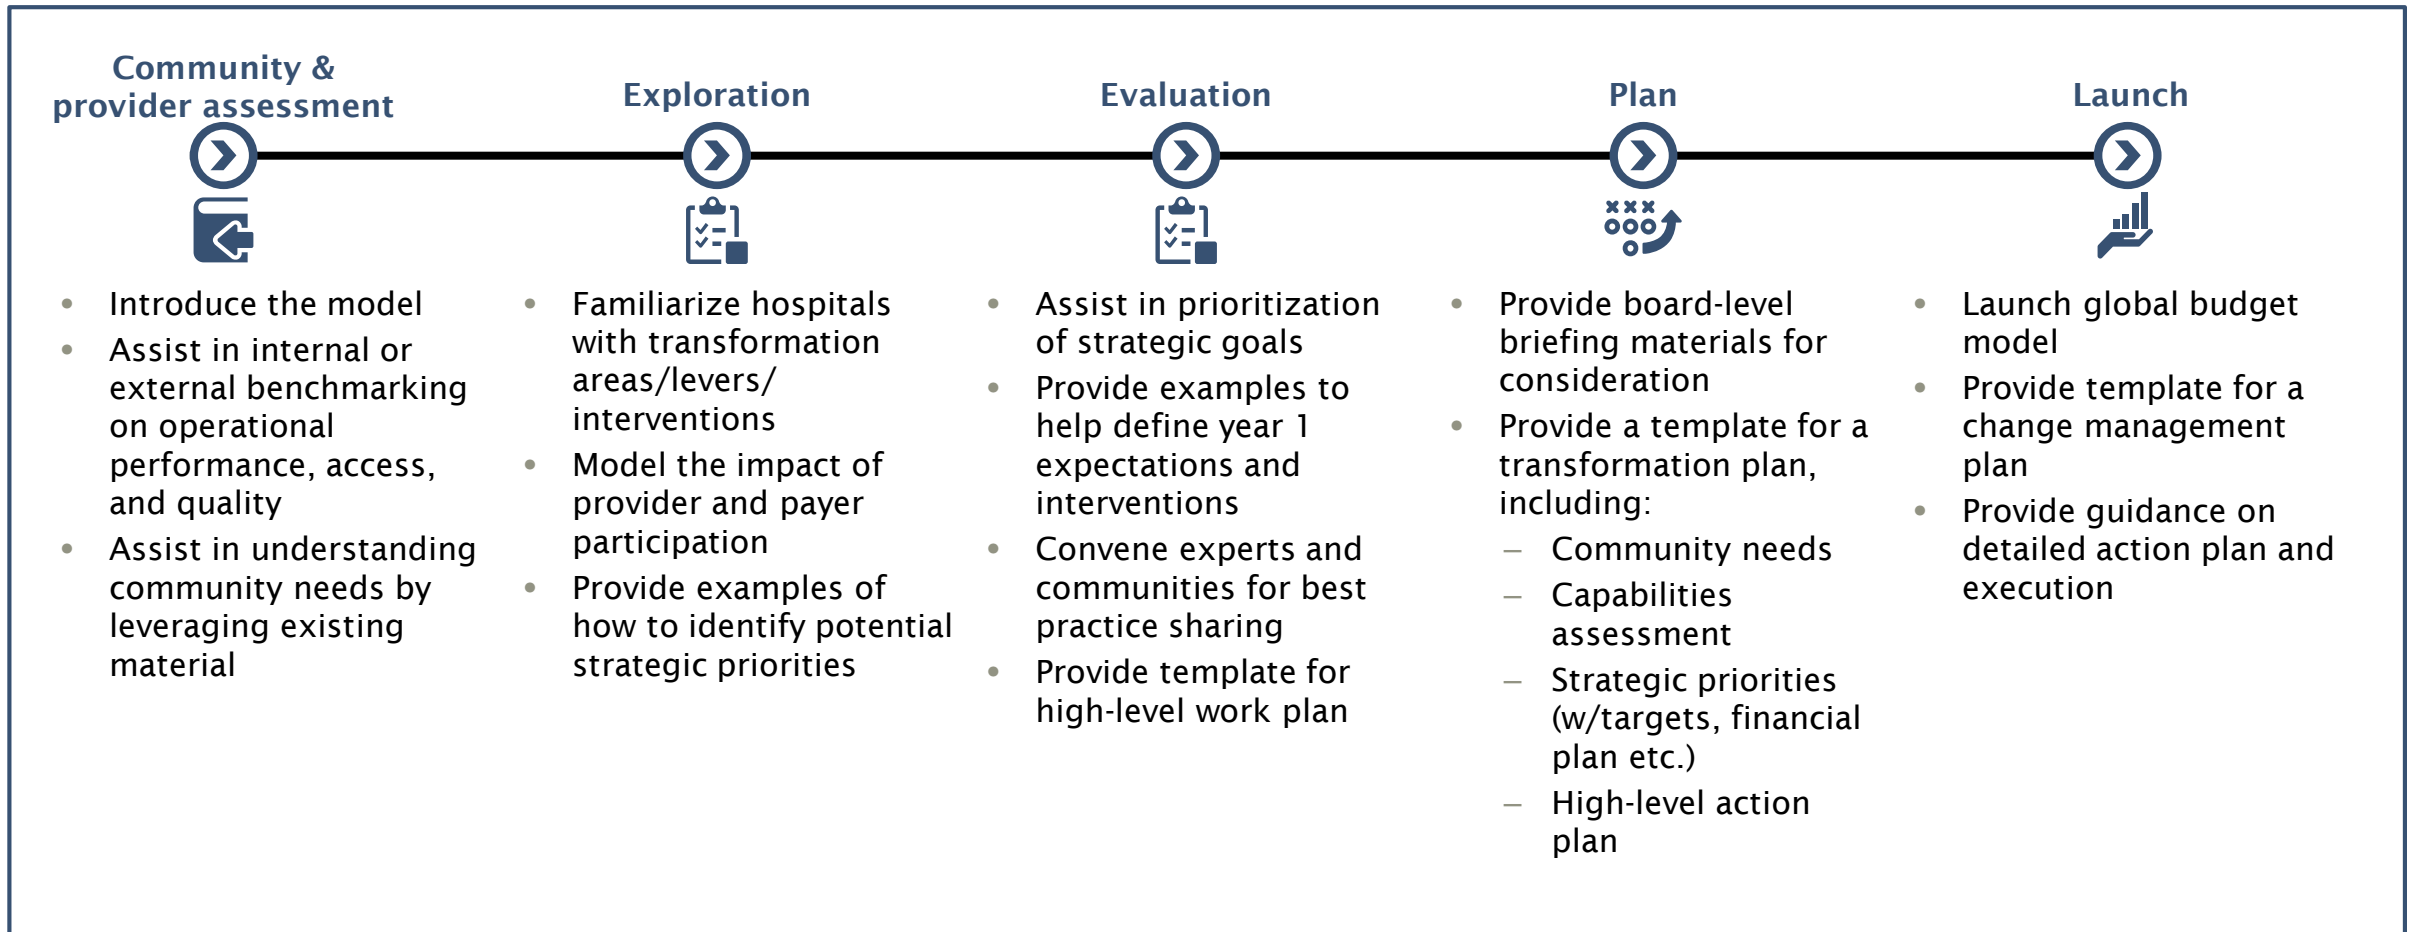 Community &
provider assessment
Exploration
Evaluation
Plan
Launch
• Introduce the model
• Assist in internal or
external benchmarking
on operational
performance, access,
and quality
• Assist in understanding
community needs by
leveraging existing
material
• Familiarize hospitals
with transformation
areas/levers/
interventions
• Model the impact of
provider and payer
participation
• Provide examples of
how to identify potential
strategic priorities
• Assist in prioritization
of strategic goals
• Provide examples to
help define year 1
expectations and
interventions
• Convene experts and
communities for best
practice sharing
• Provide template for
high-level work plan
• Provide board-level
briefing materials for
consideration
• Provide a template for a
transformation plan,
including:
– Community needs
– Capabilities
assessment
– Strategic priorities
(w/targets, financial
plan etc.)
– High-level action
plan
• Launch global budget
model
• Provide template for a
change management
plan
• Provide guidance on
detailed action plan and
execution